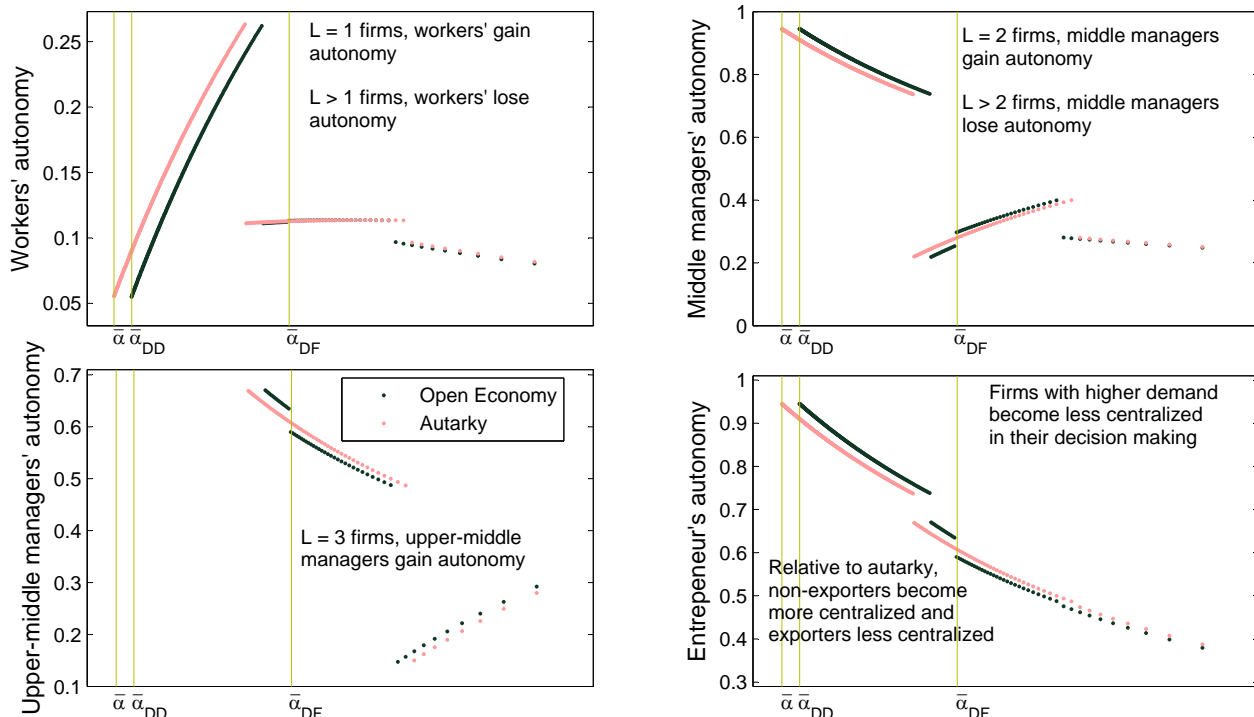 Workers' autonomy
0.25
0.2
0.15
0.1
0.05
L = 1 firms, workers' gain
autonomy
L > 1 firms, workers' lose
autonomy
ᾱ
ᾱDD
ᾱDF
Middle managers' autonomy
1
0.8
0.6
0.4
0.2
0
L = 2 firms, middle managers
gain autonomy
L > 2 firms, middle managers
lose autonomy
ᾱ
ᾱDD
ᾱDF
Upper-middle managers' autonomy
0.7
0.6
0.5
0.4
0.3
0.2
0.1
Open Economy
Autarky
L = 3 firms, upper-middle
managers gain autonomy
ᾱ
ᾱDD
ᾱDF
Entrepeneur's autonomy
1
0.9
0.8
0.7
0.6
0.5
0.4
0.3
Firms with higher demand
become less centralized
in their decision making
Relative to autarky,
non-exporters become
more centralized and
exporters less centralized
ᾱ
ᾱDD
ᾱDF